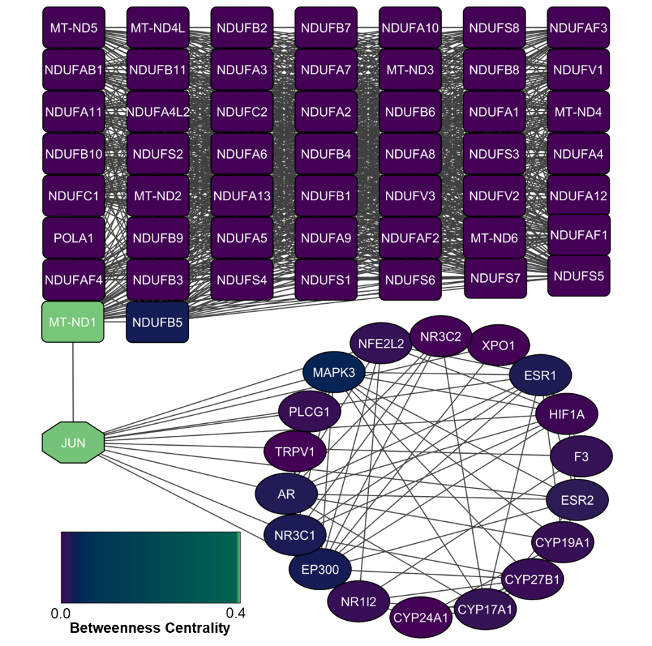 MT-ND5 MT-ND4L NDUFB2 NDUFB7 NDUFA10 NDUFS8 NDUFAF3
NDUFAB1 NDUFB11 NDUFA3 NDUFA7 MT-ND3 NDUFB8 NDUFV1
NDUFA11 NDUFA4L2 NDUFC2 NDUFA2 NDUFB6 NDUFA1 MT-ND4
NDUFB10 NDUFS2 NDUFA6 NDUFB4 NDUFA8 NDUFS3 NDUFA4
NDUFC1 MT-ND2 NDUFA13 NDUFB1 NDUFV3 NDUFV2 NDUFA12
POLA1 NDUFB9 NDUFA5 NDUFA9 NDUFAF2 MT-ND6 NDUFAF1
NDUFAF4 NDUFB3 NDUFS4 NDUFS1 NDUFS6 NDUFS7 NDUFS5
MT-ND1 NDUFB5
NFE2L2 NR3C2 XPO1
MAPK3 ESR1
PLCG1 HIF1A
JUN
TRPV1 F3
AR ESR2
NR3C1 CYP19A1
EP300 CYP27B1
NR1I2 CYP24A1 CYP17A1
0.0 0.4
Betweenness Centrality